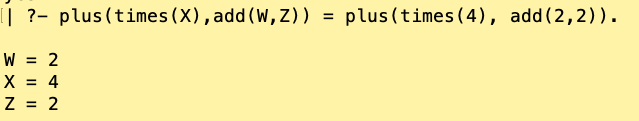 | ?- plus(times(X),add(W,Z)) = plus(times(4), add(2,2)).
W = 2
X = 4
Z = 2